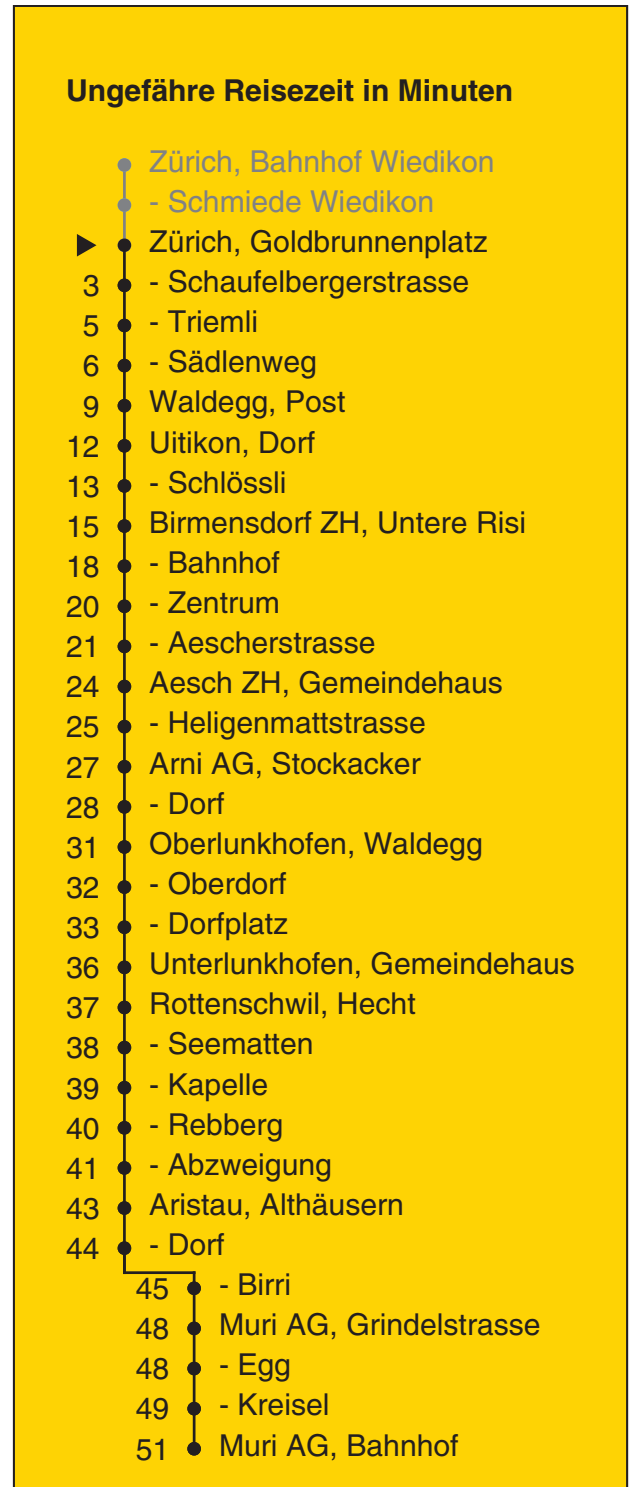 Ungefähre Reisezeit in Minuten
Zürich, Bahnhof Wiedikon
- Schmiede Wiedikon
Zürich, Goldbrunnenplatz
3 - Schaufelbergerstrasse
5 - Triemli
6 - Sädlenweg
9 Waldegg, Post
12 Uitikon, Dorf
13 - Schlössli
15 Birmensdorf ZH, Untere Risi
18 - Bahnhof
20 - Zentrum
21 - Aescherstrasse
24 Aesch ZH, Gemeindehaus
25 - Heligenmattstrasse
27 Arni AG, Stockacker
28 - Dorf
31 Oberlunkhofen, Waldegg
32 - Oberdorf
33 - Dorfplatz
36 Unterlunkhofen, Gemeindehaus
37 Rottenschwil, Hecht
38 - Seematten
39 - Kapelle
40 - Rebberg
41 - Abzweigung
43 Aristau, Althäusern
44 - Dorf
45 - Birri
48 Muri AG, Grindelstrasse
48 - Egg
49 - Kreisel
51 Muri AG, Bahnhof